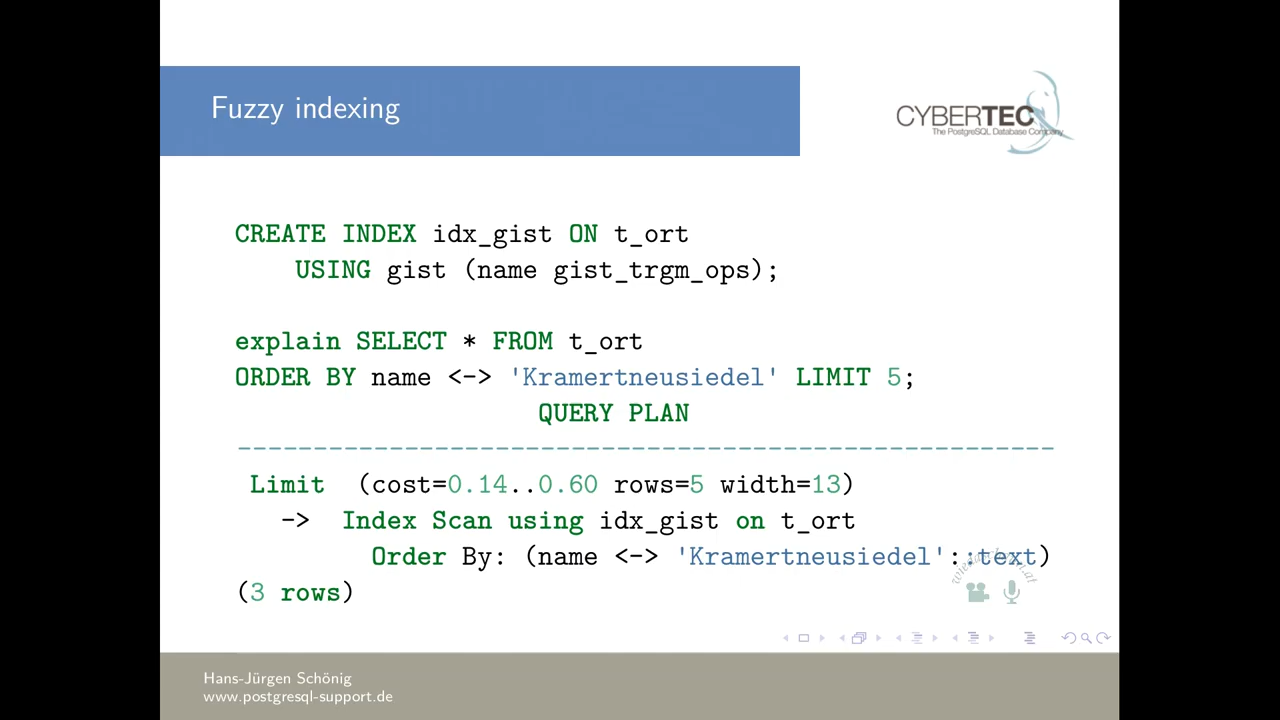 Fuzzy indexing
CYBERTEC
The PostgreSQL Database Company
CREATE INDEX idx_gist ON t_ort
USING gist (name gist_trgm_ops);
explain SELECT * FROM t_ort
ORDER BY name <-> 'Kramertneusiedel' LIMIT 5;
QUERY PLAN
------------------------------------------------------
Limit (cost=0.14..0.60 rows=5 width=13)
-> Index Scan using idx_gist on t_ort
Order By: (name <-> 'Kramertneusiedel'::text)
(3 rows)
Hans-Jürgen Schönig
www.postgresql-support.de